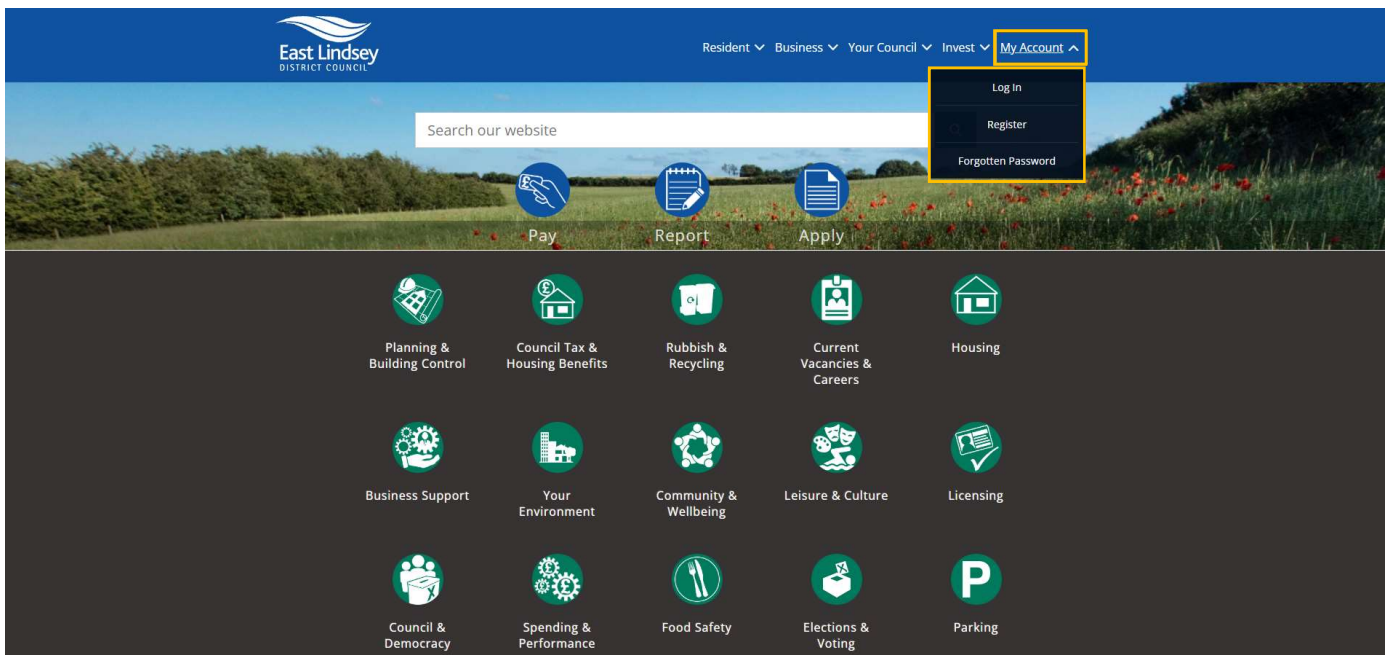 East Lindsey
DISTRICT COUNCIL
Resident Business Your Council Invest My Account
Log In
Register
Forgotten Password
Search our website
Pay Report Apply
Planning &
Building Control
Council Tax &
Housing Benefits
Rubbish &
Recycling
Current
Vacancies &
Careers
Housing
Business Support
Your
Environment
Community &
Wellbeing
Leisure & Culture
Licensing
Council &
Democracy
Spending &
Performance
Food Safety
Elections &
Voting
P
Parking